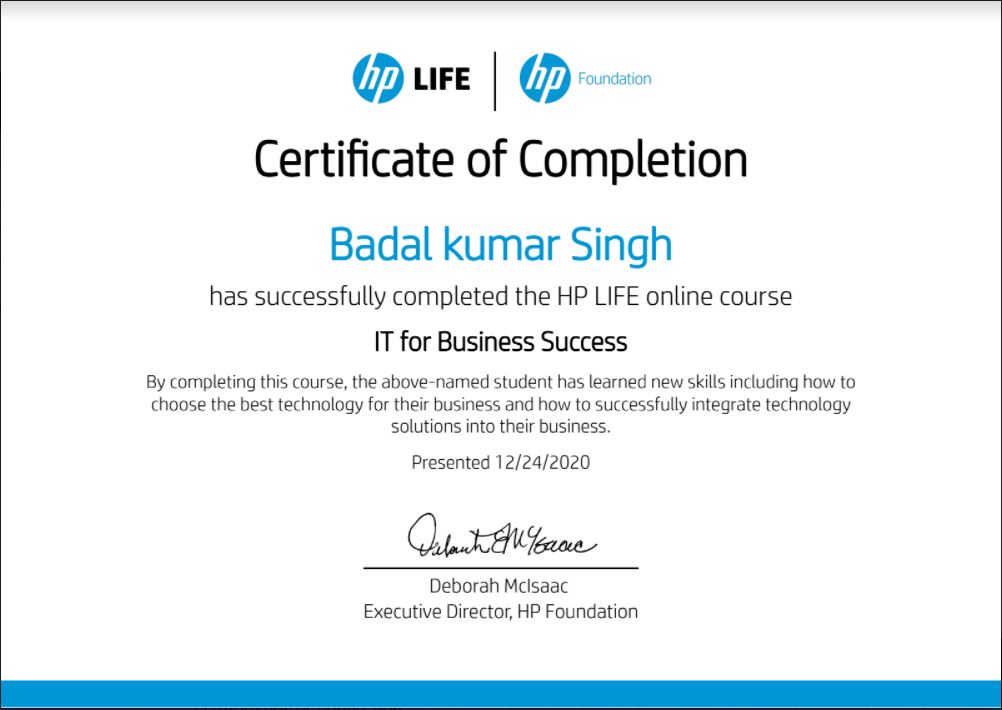 hp LIFE | hp Foundation
Certificate of Completion
Badal kumar Singh
has successfully completed the HP LIFE online course
IT for Business Success
By completing this course, the above-named student has learned new skills including how to
choose the best technology for their business and how to successfully integrate technology
solutions into their business.
Presented 12/24/2020
Deborah McIsaac
Executive Director, HP Foundation